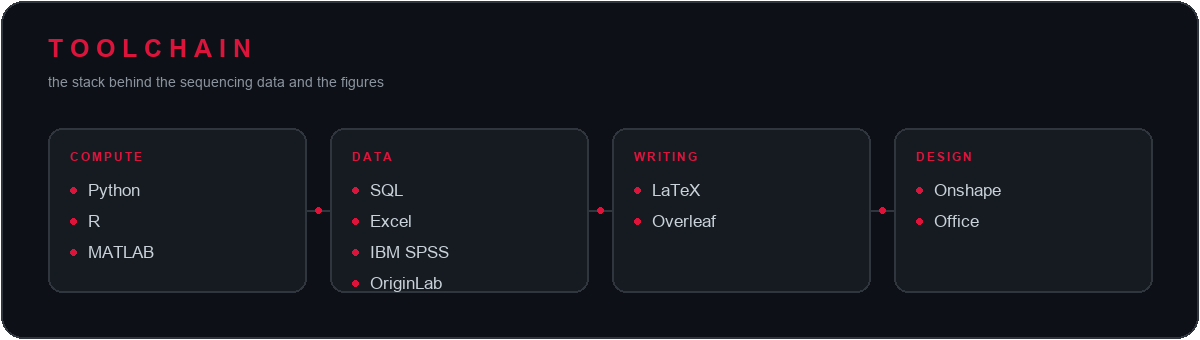 TOOLCHAIN
the stack behind the sequencing data and the figures
COMPUTE
Python
R
MATLAB
DATA
SQL
Excel
IBM SPSS
OriginLab
WRITING
LaTeX
Overleaf
DESIGN
Onshape
Office